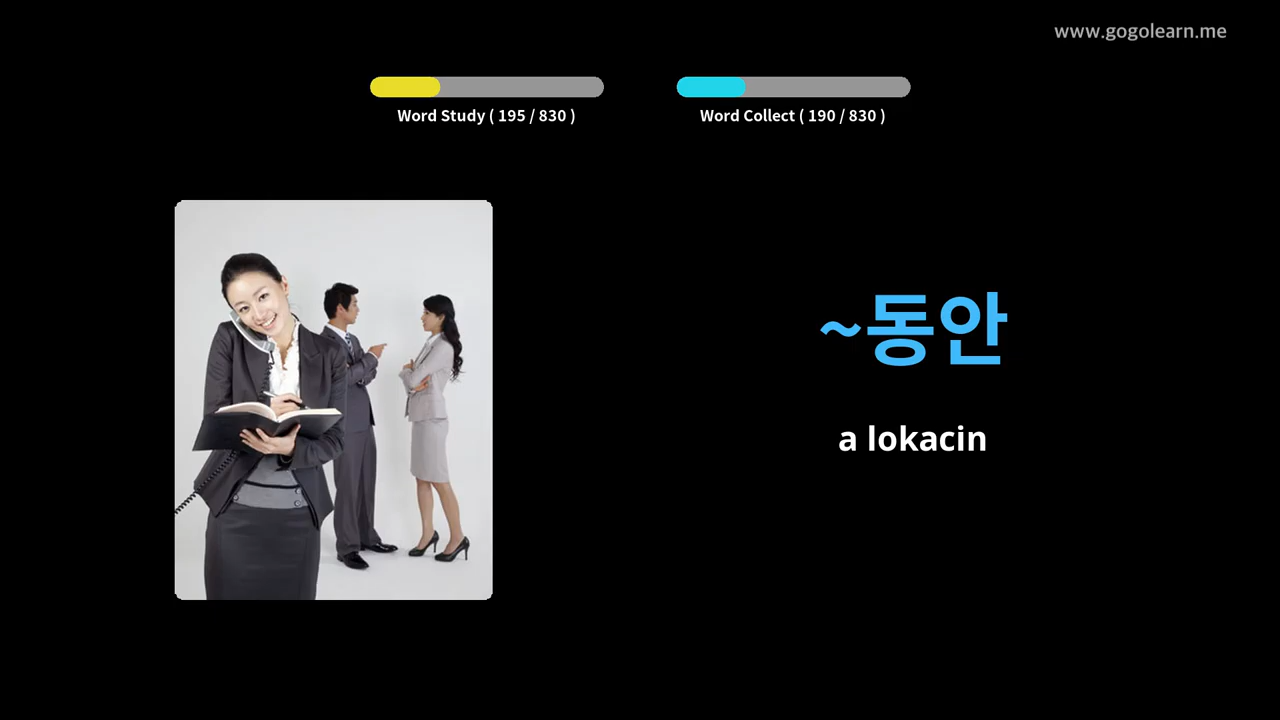 www.gogolearn.me
Word Study ( 195 / 830 )
Word Collect ( 190 / 830 )
~동안
a lokacin